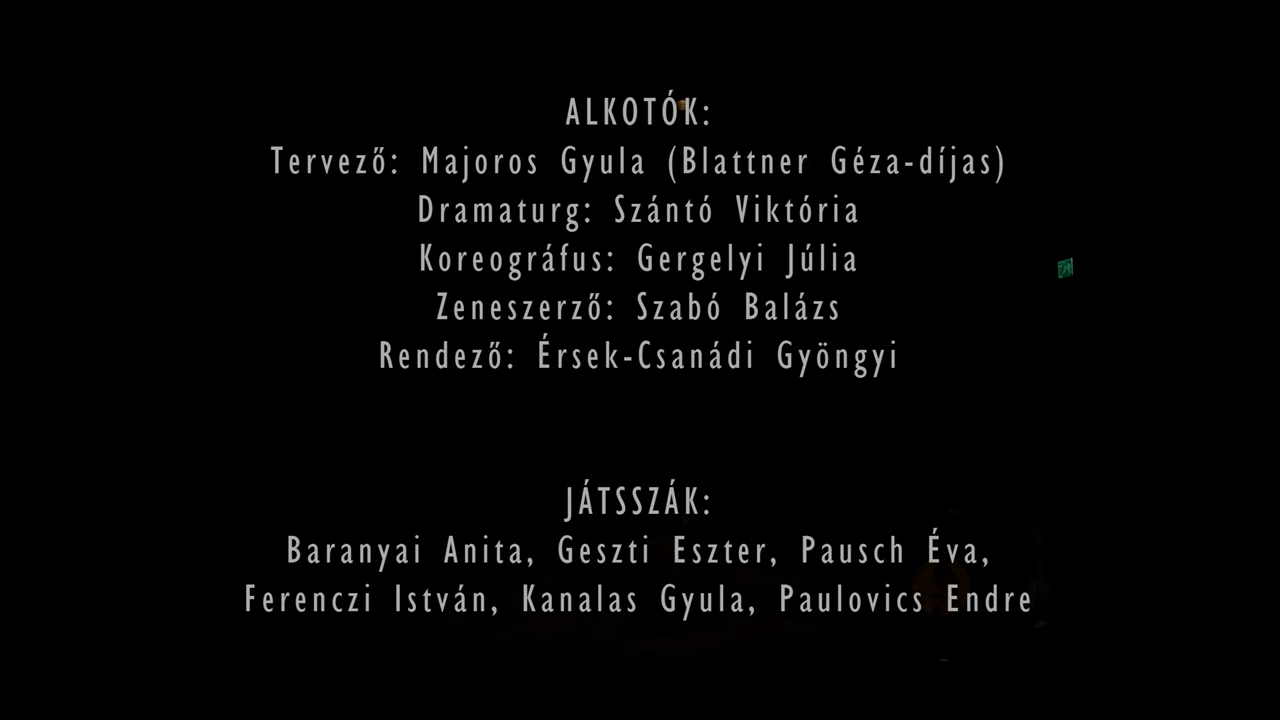 ALKOTÓK:
Tervező: Majoros Gyula (Blattner Géza-díjas)
Dramaturg: Szántó Viktória
Koreográfus: Gergelyi Júlia
Zeneszerző: Szabó Balázs
Rendező: Érsek-Csanádi Gyöngyi
JÁTSSZÁK:
Baranyai Anita, Geszti Eszter, Pausch Éva,
Ferenczi István, Kanalas Gyula, Paulovics Endre